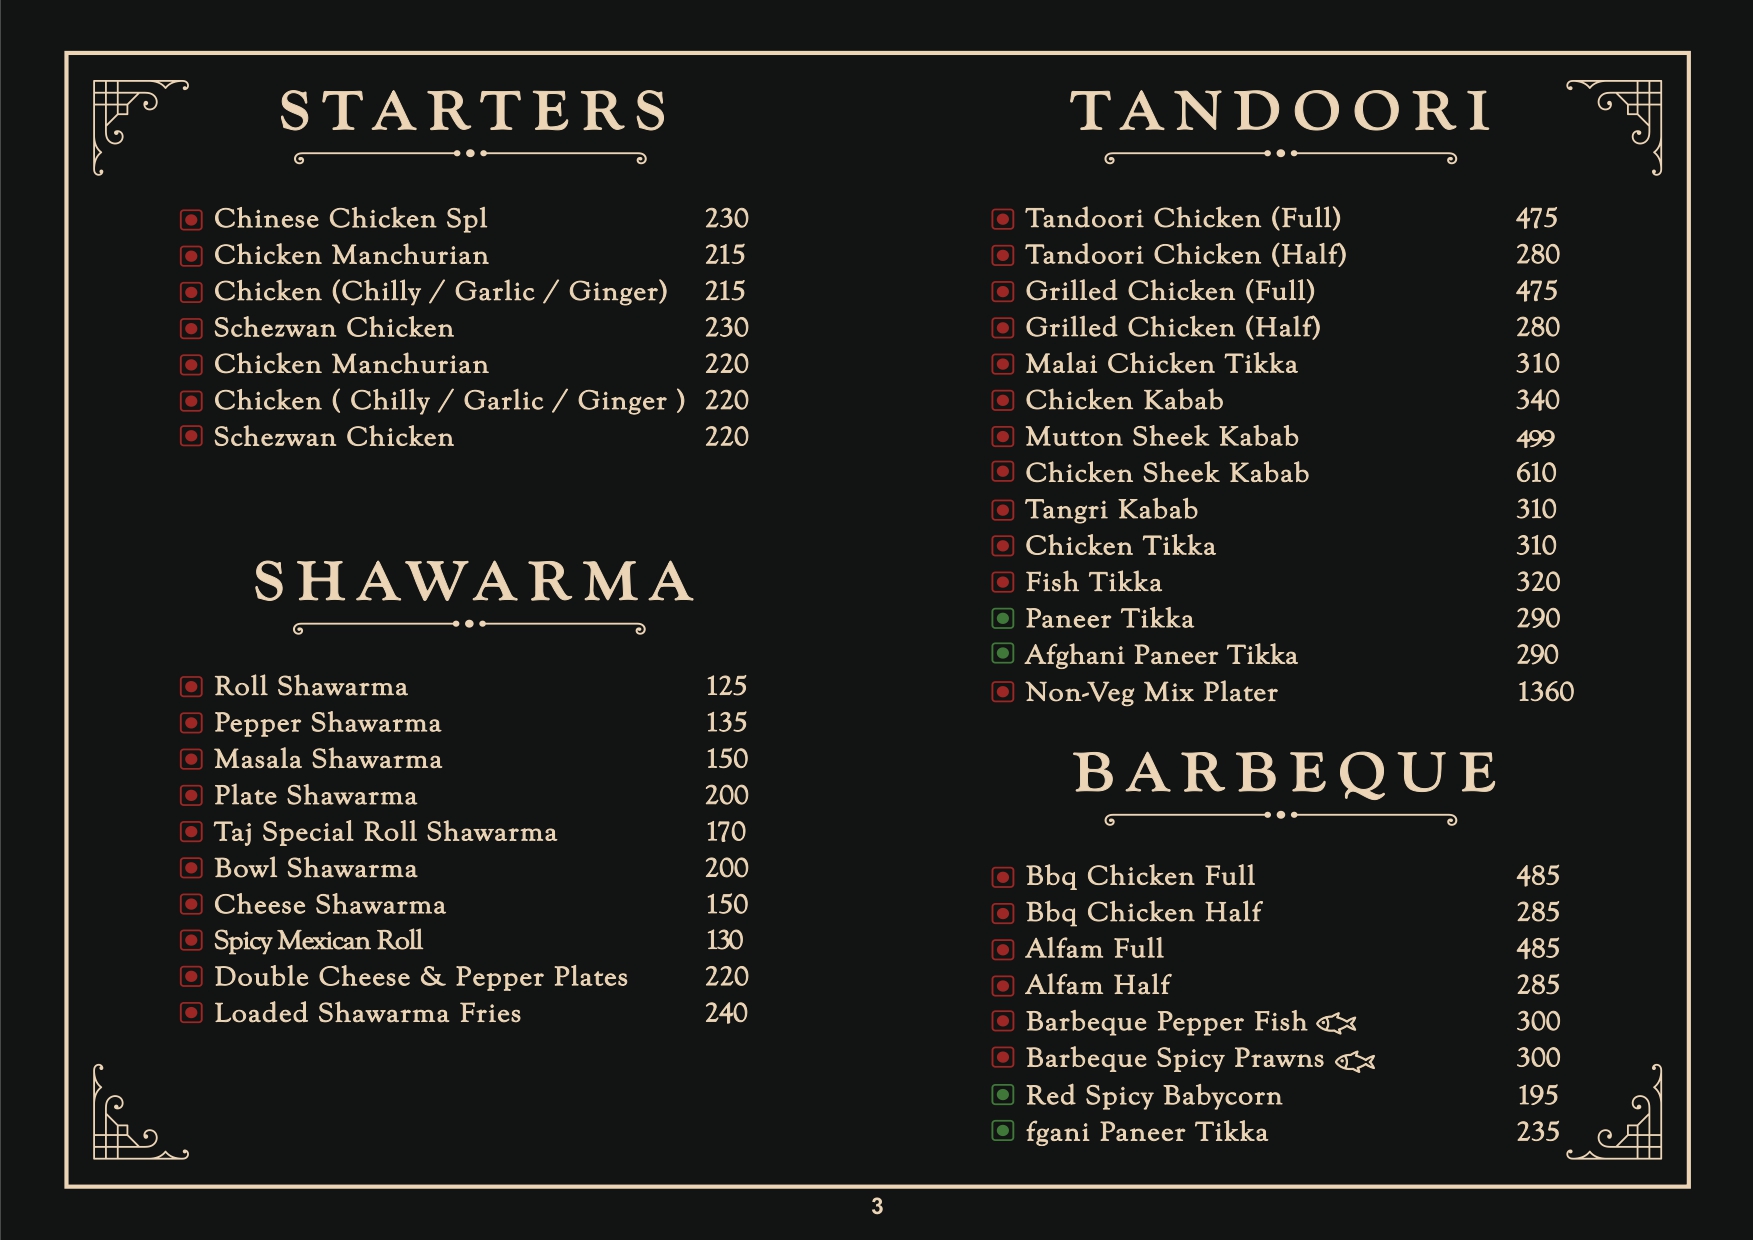 STARTERS
Chinese Chicken Spl 230
Chicken Manchurian 215
Chicken (Chilly / Garlic / Ginger) 215
Schezwan Chicken 230
Chicken Manchurian 220
Chicken ( Chilly / Garlic / Ginger ) 220
Schezwan Chicken 220
SHAWARMA
Roll Shawarma 125
Pepper Shawarma 135
Masala Shawarma 150
Plate Shawarma 200
Taj Special Roll Shawarma 170
Bowl Shawarma 200
Cheese Shawarma 150
Spicy Mexican Roll 130
Double Cheese & Pepper Plates 220
Loaded Shawarma Fries 240
TANDOORI
Tandoori Chicken (Full) 475
Tandoori Chicken (Half) 280
Grilled Chicken (Full) 475
Grilled Chicken (Half) 280
Malai Chicken Tikka 310
Chicken Kabab 340
Mutton Sheek Kabab 499
Chicken Sheek Kabab 610
Tangri Kabab 310
Chicken Tikka 310
Fish Tikka 320
Paneer Tikka 290
Afghani Paneer Tikka 290
Non-Veg Mix Plater 1360
BARBEQUE
Bbq Chicken Full 485
Bbq Chicken Half 285
Alfam Full 485
Alfam Half 285
Barbeque Pepper Fish 300
Barbeque Spicy Prawns 300
Red Spicy Babycorn 195
fgani Paneer Tikka 235
3